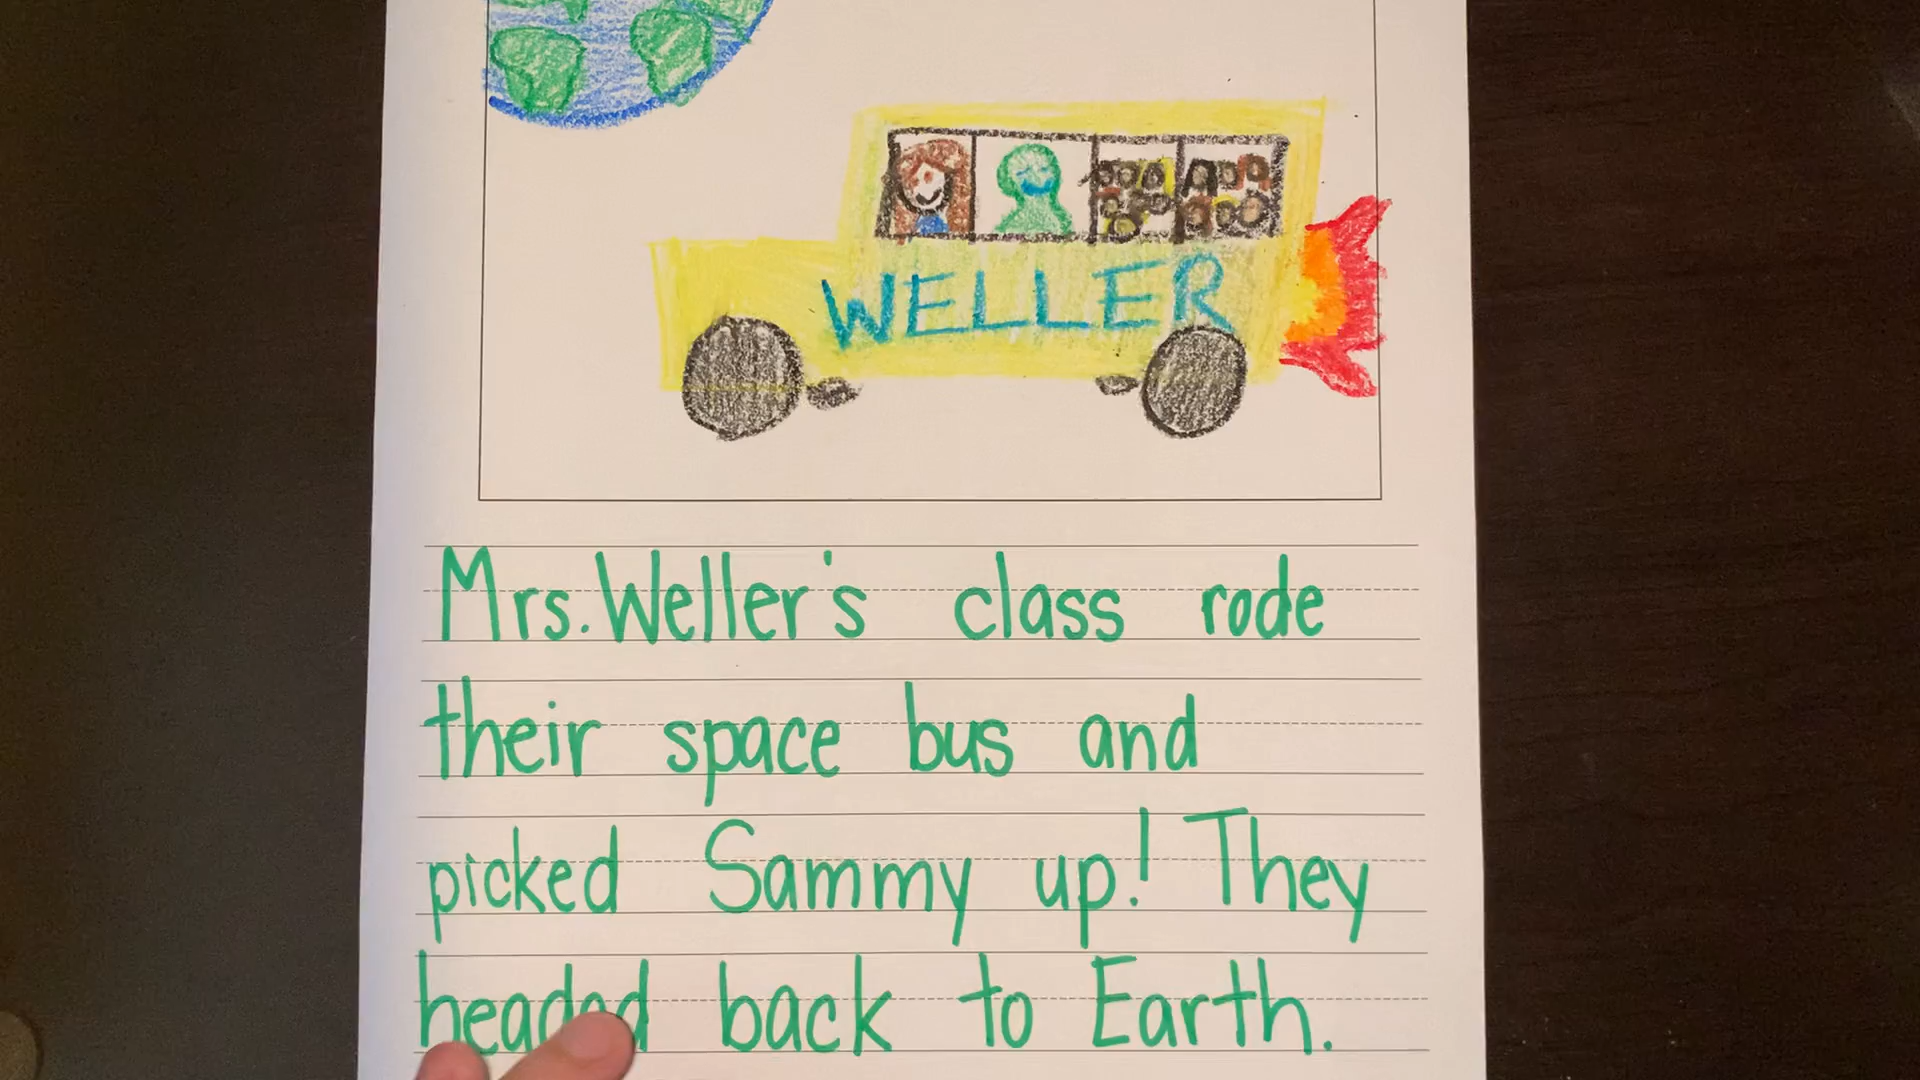 WELLER
Mrs. Weller's class rode
their space bus and
picked Sammy up! They
headed back to Earth.